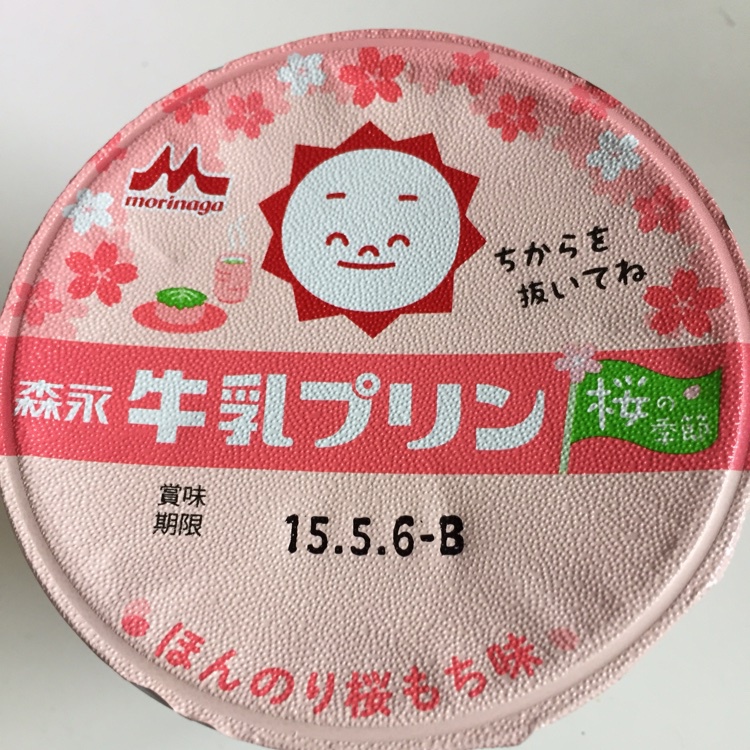 morinaga
ちからを
抜いてね
森永 牛乳プリン
桜の
季節
賞味
期限
15.5.6-B
ほんのり桜もち味